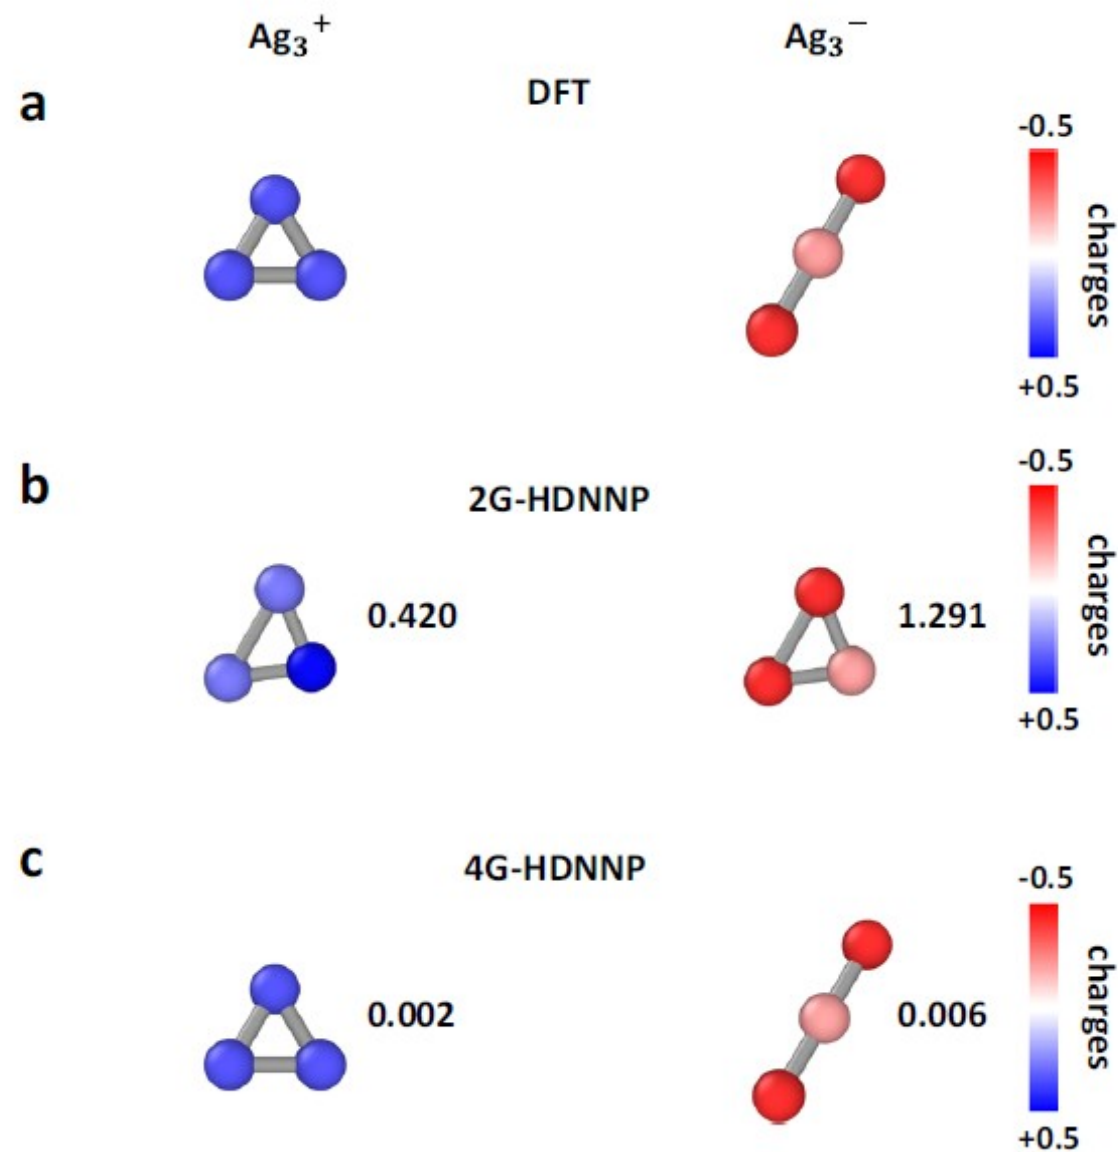 Ag₃⁺ Ag₃⁻
a
DFT
-0.5
charges
+0.5
b
2G-HDNNP
-0.5
0.420
1.291
charges
+0.5
c
4G-HDNNP
-0.5
0.002
0.006
charges
+0.5